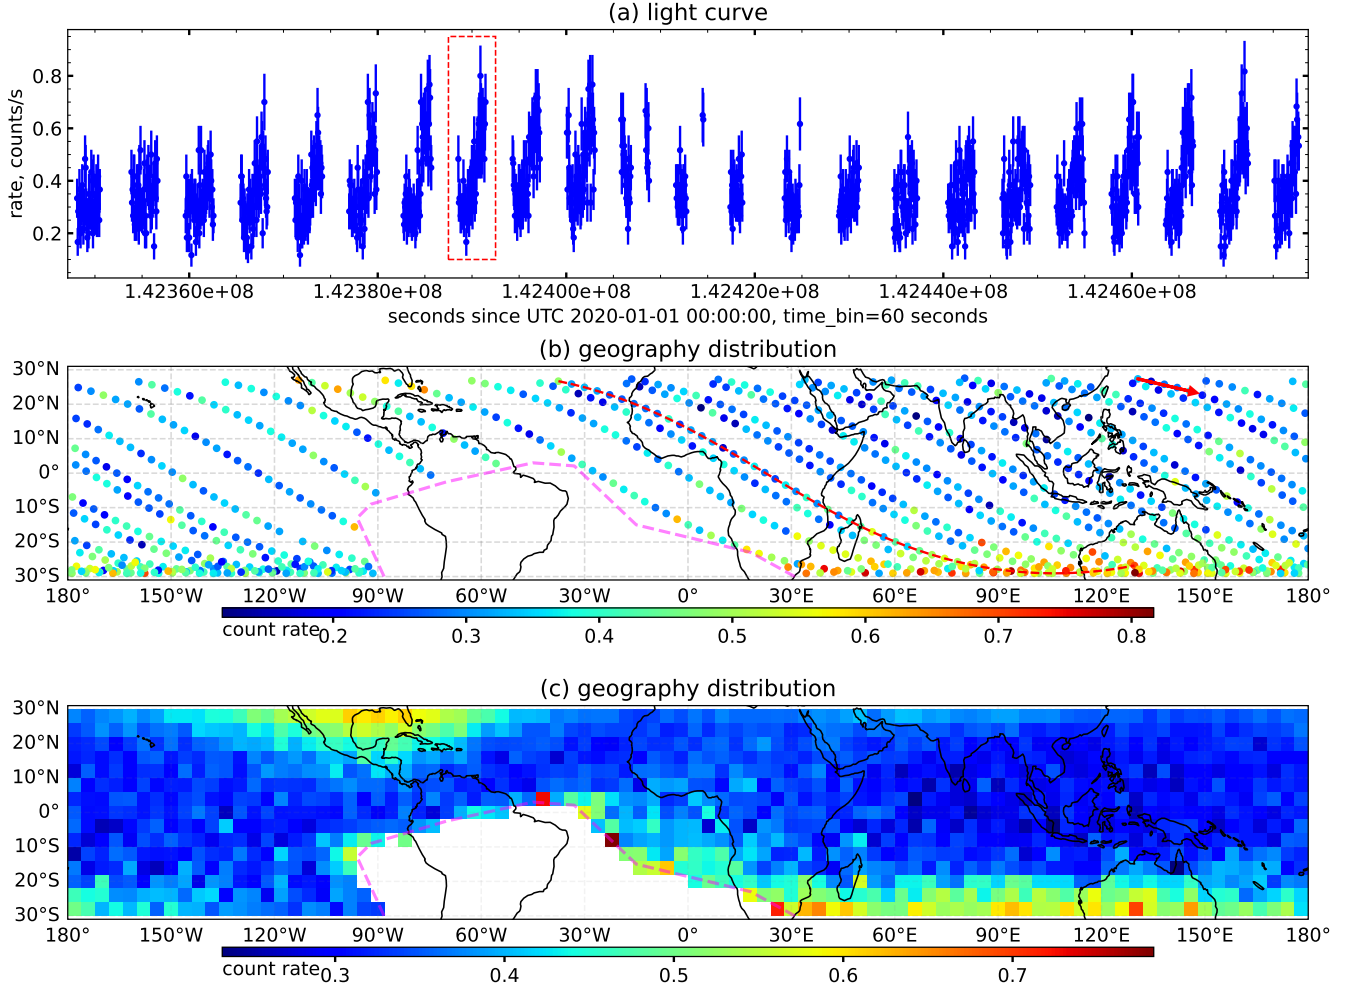 (a) light curve
rate, counts/s
0.8
0.6
0.4
0.2
1.42360e+08 1.42380e+08 1.42400e+08 1.42420e+08 1.42440e+08 1.42460e+08
seconds since UTC 2020-01-01 00:00:00, time_bin=60 seconds
(b) geography distribution
30°N
20°N
10°N
0°
10°S
20°S
30°S
180° 150°W 120°W 90°W 60°W 30°W 0° 30°E 60°E 90°E 120°E 150°E 180°
count rate 0.2 0.3 0.4 0.5 0.6 0.7 0.8
(c) geography distribution
30°N
20°N
10°N
0°
10°S
20°S
30°S
180° 150°W 120°W 90°W 60°W 30°W 0° 30°E 60°E 90°E 120°E 150°E 180°
count rate 0.3 0.4 0.5 0.6 0.7